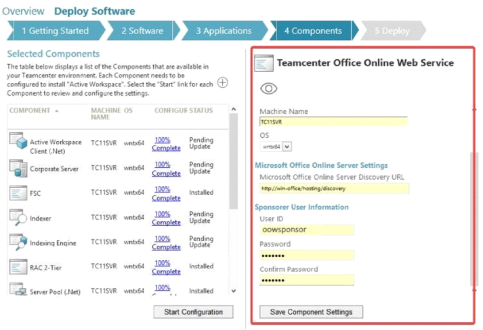 Overview Deploy Software
1 Getting Started
2 Software
3 Applications
4 Components
5 Deploy
Selected Components
The table below displays a list of the Components that are available in
your Teamcenter environment. Each Component needs to be
configured to install "Active Workspace". Select the "Start" link for each
Component to review and configure the settings.
COMPONENT MACHINE NAME OS CONFIGUR STATUS
Active Workspace Client (.Net) TC11SVR wntx64 100% Complete Pending Update
Corporate Server TC11SVR wntx64 100% Complete Pending Update
FSC TC11SVR wntx64 100% Complete Installed
Indexer TC11SVR wntx64 100% Complete Pending Update
Indexing Engine TC11SVR wntx64 100% Complete Pending Update
RAC 2-Tier TC11SVR wntx64 100% Complete Installed
Server Pool (.Net) TC11SVR wntx64 100% Installed
Start Configuration
Teamcenter Office Online Web Service
Machine Name
TC11SVR
OS
wntx64
Microsoft Office Online Server Settings
Microsoft Office Online Server Discovery URL
http://win-office/hosting/discovery
Sponsorer User Information
User ID
oowsponsor
Password
•••••••
Confirm Password
•••••••
Save Component Settings